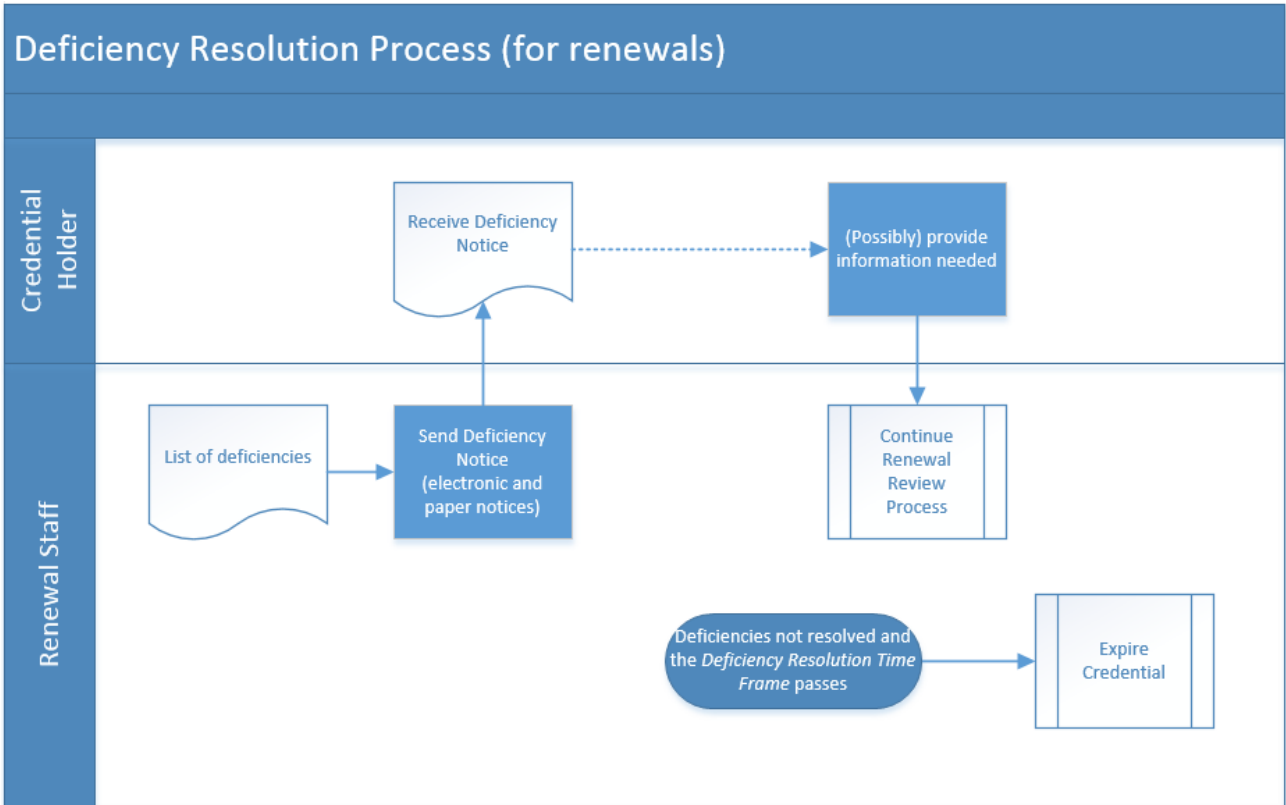 Deficiency Resolution Process (for renewals)
Credential
Holder
Receive Deficiency
Notice
(Possibly) provide
information needed
Renewal Staff
List of deficiencies
Send Deficiency
Notice
(electronic and
paper notices)
Continue
Renewal
Review
Process
Deficiencies not resolved and
the Deficiency Resolution Time
Frame passes
Expire
Credential